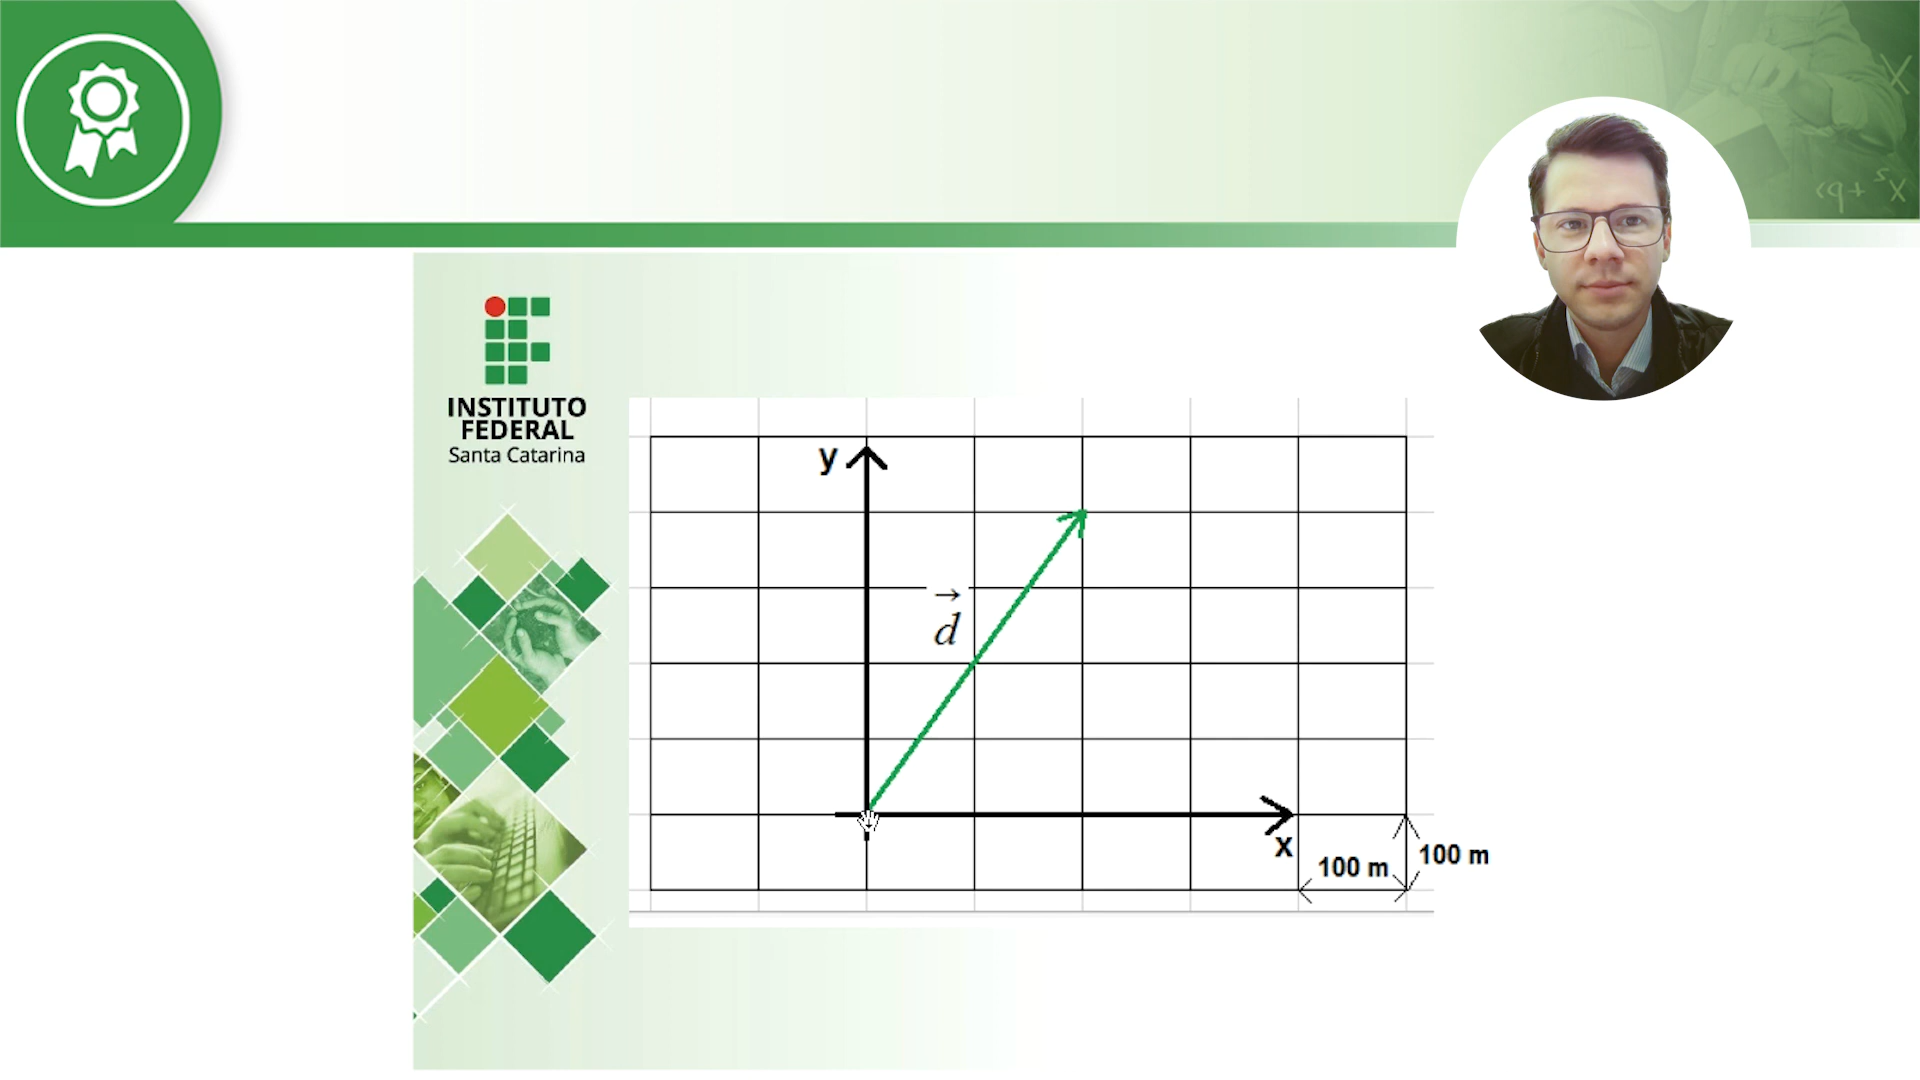 INSTITUTO
FEDERAL
Santa Catarina
y
d
x
100 m
100 m